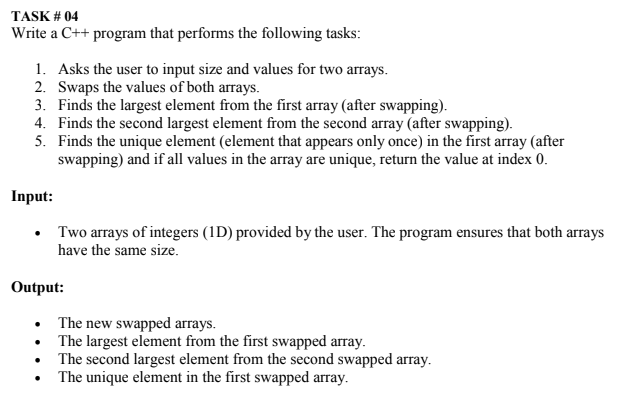 TASK # 04
Write a C++ program that performs the following tasks:
1. Asks the user to input size and values for two arrays.
2. Swaps the values of both arrays.
3. Finds the largest element from the first array (after swapping).
4. Finds the second largest element from the second array (after swapping).
5. Finds the unique element (element that appears only once) in the first array (after
swapping) and if all values in the array are unique, return the value at index 0.
Input:
• Two arrays of integers (1D) provided by the user. The program ensures that both arrays
have the same size.
Output:
• The new swapped arrays.
• The largest element from the first swapped array.
• The second largest element from the second swapped array.
• The unique element in the first swapped array.